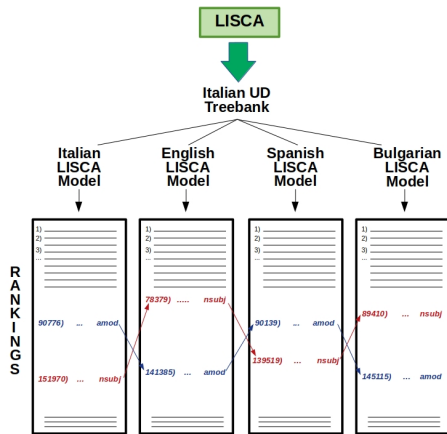 LISCA
Italian UD
Treebank
Italian
LISCA
Model
English
LISCA
Model
Spanish
LISCA
Model
Bulgarian
LISCA
Model
RANKINGS
1)
2)
3)
...
90776) ... amod
151970) ... nsubj
1)
2)
3)
...
78379) ..... nsubj
141385) ... amod
1)
2)
3)
...
90139) ... amod
139519) ... nsubj
1)
2)
3)
...
89410) ... nsubj
145115) ... amod